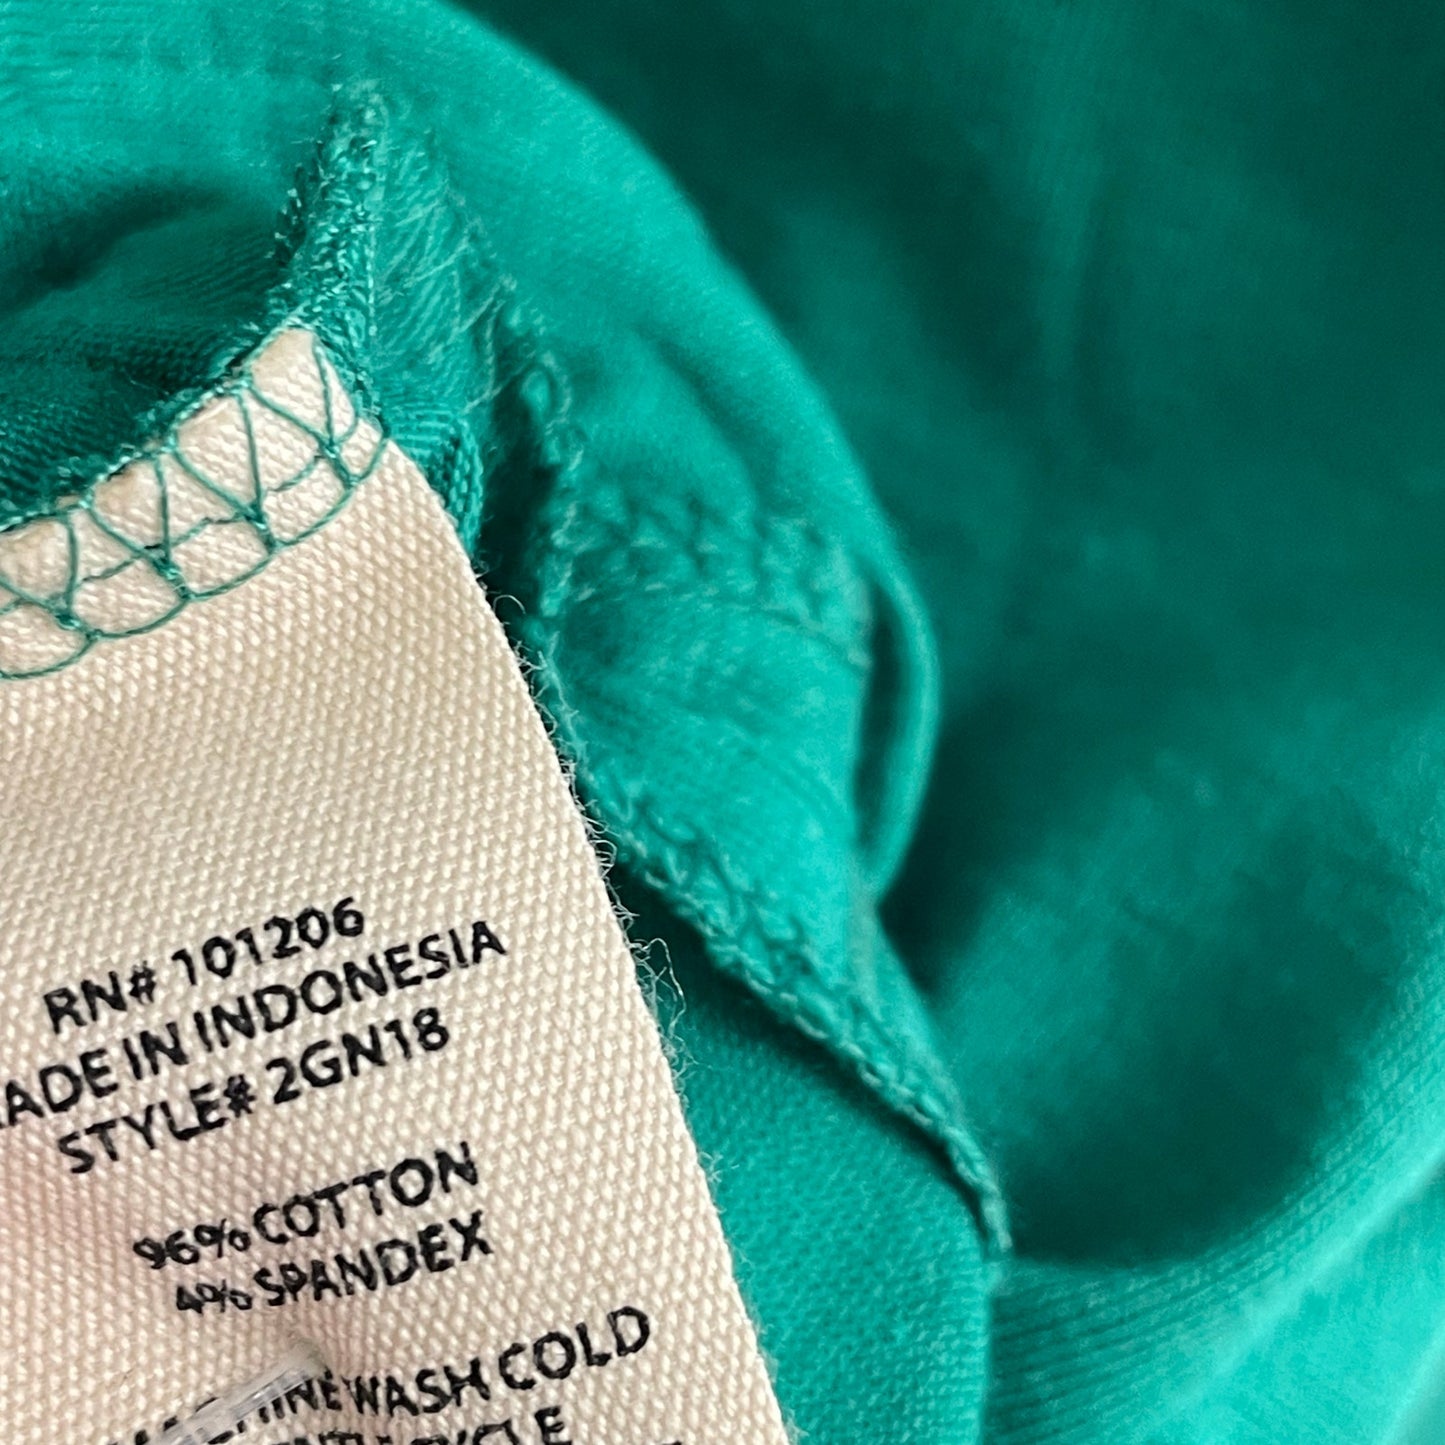 RN# 101206
ADE IN INDONESIA
STYLE# 2GN18
96% COTTON
4% SPANDEX
WASH COLD